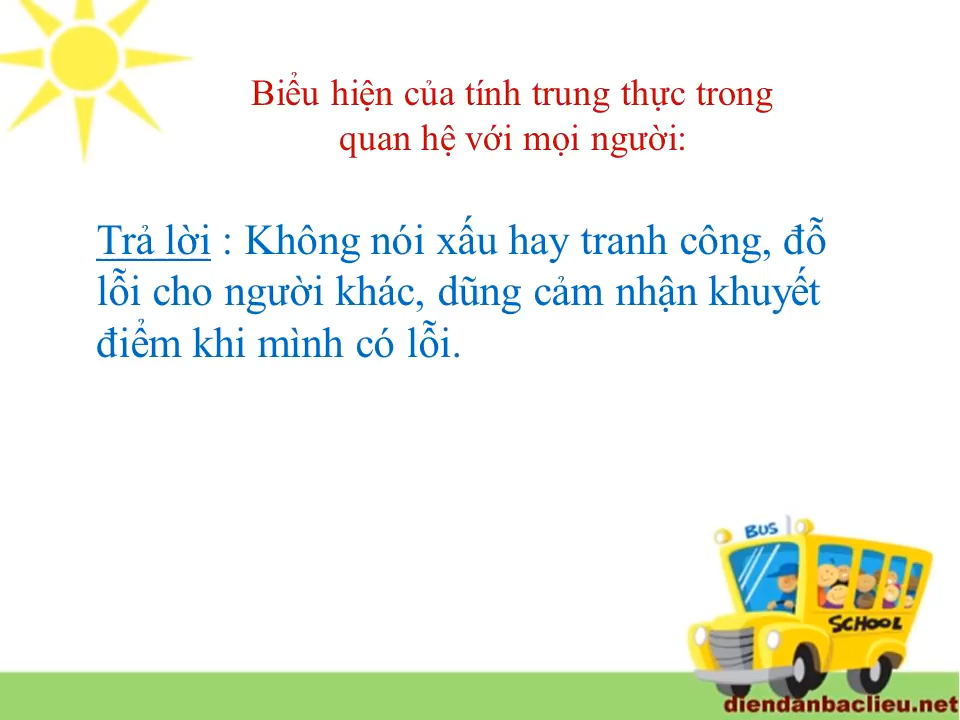 Biểu hiện của tính trung thực trong
quan hệ với mọi người:
Trả lời : Không nói xấu hay tranh công, đỗ
lỗi cho người khác, dũng cảm nhận khuyết
điểm khi mình có lỗi.
BUS
SCHOOL
diendanbaclieu.net